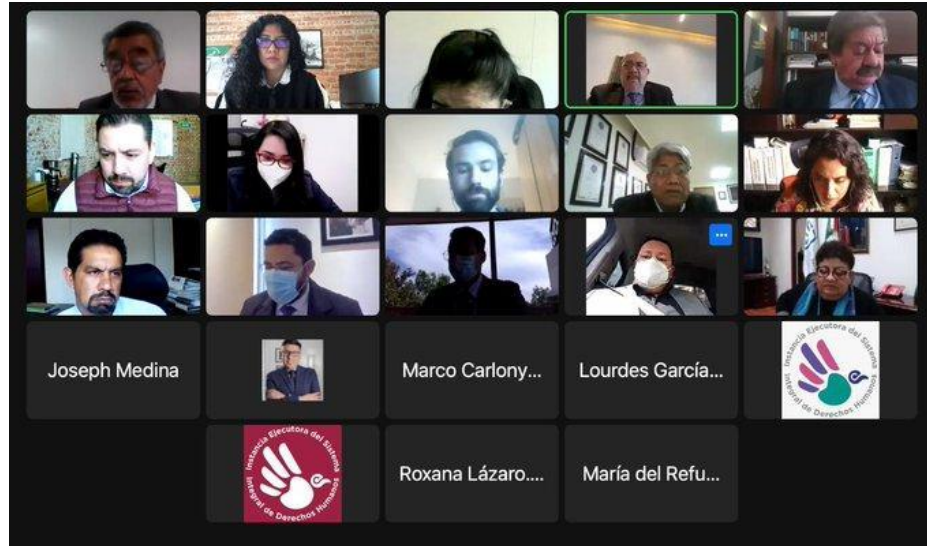 Joseph Medina
Marco Carlony...
Lourdes García...
Instancia Ejecutora del Sistema
Integral de Derechos Humanos
Instancia Ejecutora del Sistema
Integral de Derechos Humanos
Roxana Lázaro....
María del Refu...